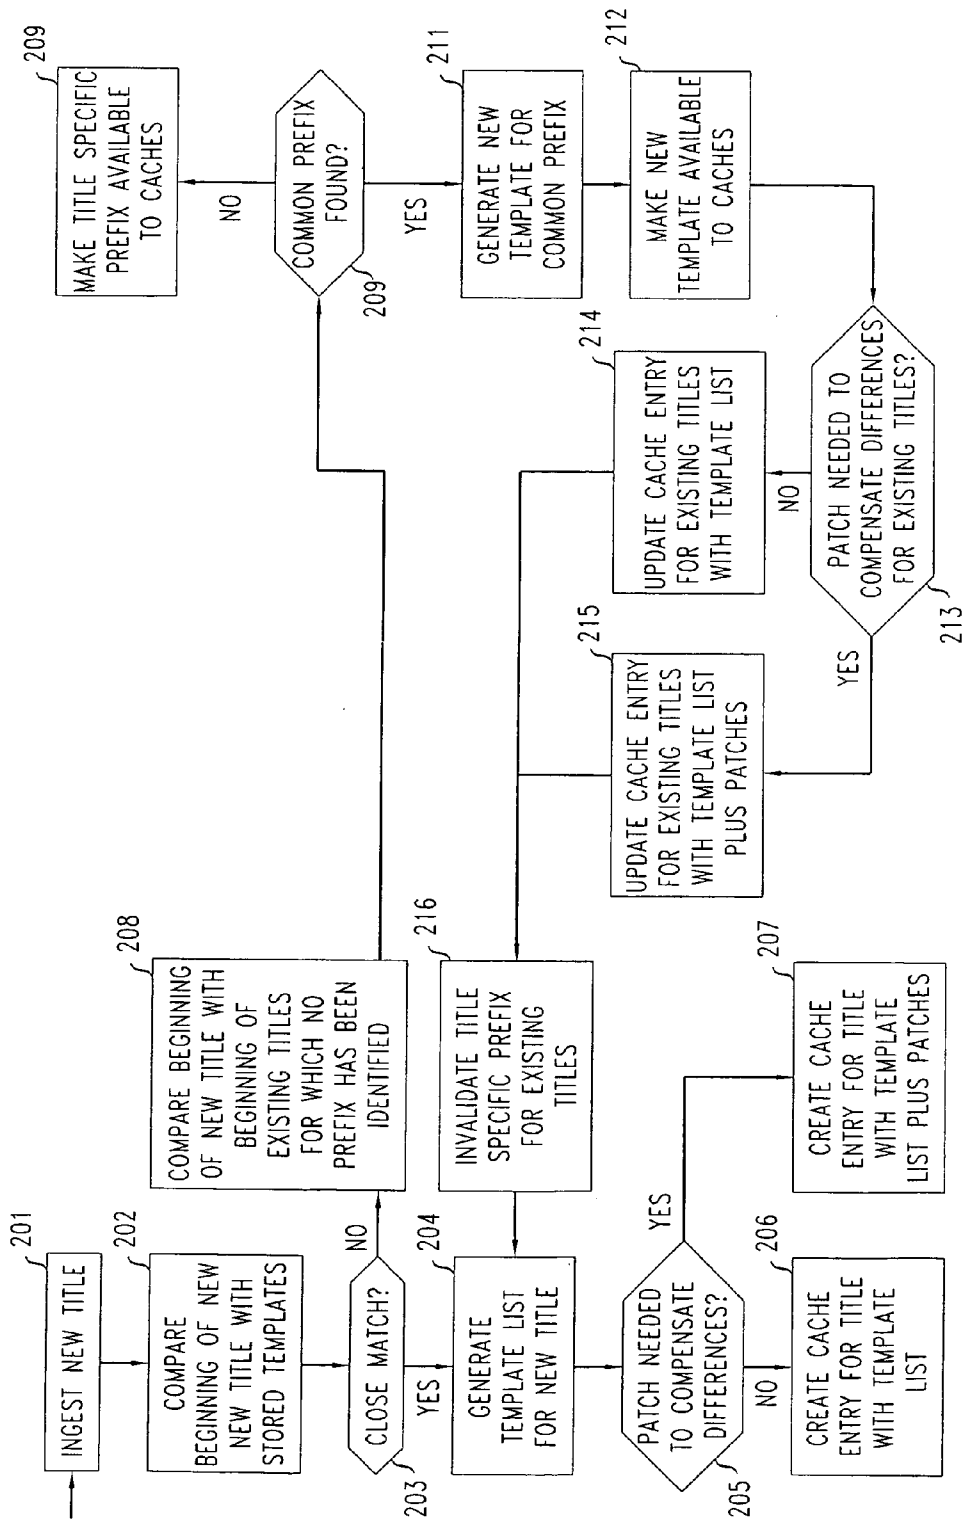 201
INGEST NEW TITLE
202
COMPARE
BEGINNING OF NEW
NEW TITLE WITH
STORED TEMPLATES
CLOSE MATCH?
203
NO
YES
204
GENERATE
TEMPLATE LIST
FOR NEW TITLE
PATCH NEEDED
TO COMPENSATE
DIFFERENCES?
205
YES
NO
206
CREATE CACHE
ENTRY FOR TITLE
WITH TEMPLATE
LIST
207
CREATE CACHE
ENTRY FOR TITLE
WITH TEMPLATE
LIST PLUS PATCHES
208
COMPARE BEGINNING
OF NEW TITLE WITH
BEGINNING OF
EXISTING TITLES
FOR WHICH NO
PREFIX HAS BEEN
IDENTIFIED
216
INVALIDATE TITLE
SPECIFIC PREFIX
FOR EXISTING
TITLES
209
MAKE TITLE SPECIFIC
PREFIX AVAILABLE
TO CACHES
NO
COMMON PREFIX
FOUND?
209
YES
211
GENERATE NEW
TEMPLATE FOR
COMMON PREFIX
212
MAKE NEW
TEMPLATE AVAILABLE
TO CACHES
PATCH NEEDED TO
COMPENSATE DIFFERENCES
FOR EXISTING TITLES?
213
NO
YES
214
UPDATE CACHE ENTRY
FOR EXISTING TITLES
WITH TEMPLATE LIST
215
UPDATE CACHE ENTRY
FOR EXISTING TITLES
WITH TEMPLATE LIST
PLUS PATCHES